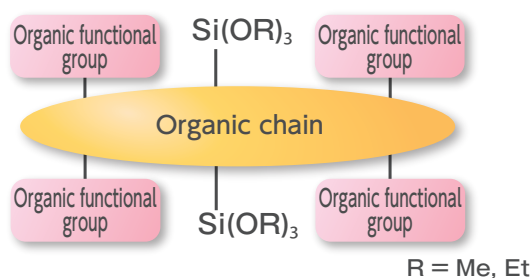 Organic functional
group
Si(OR)₃
Organic functional
group
Organic chain
Organic functional
group
Si(OR)₃
Organic functional
group
R = Me, Et